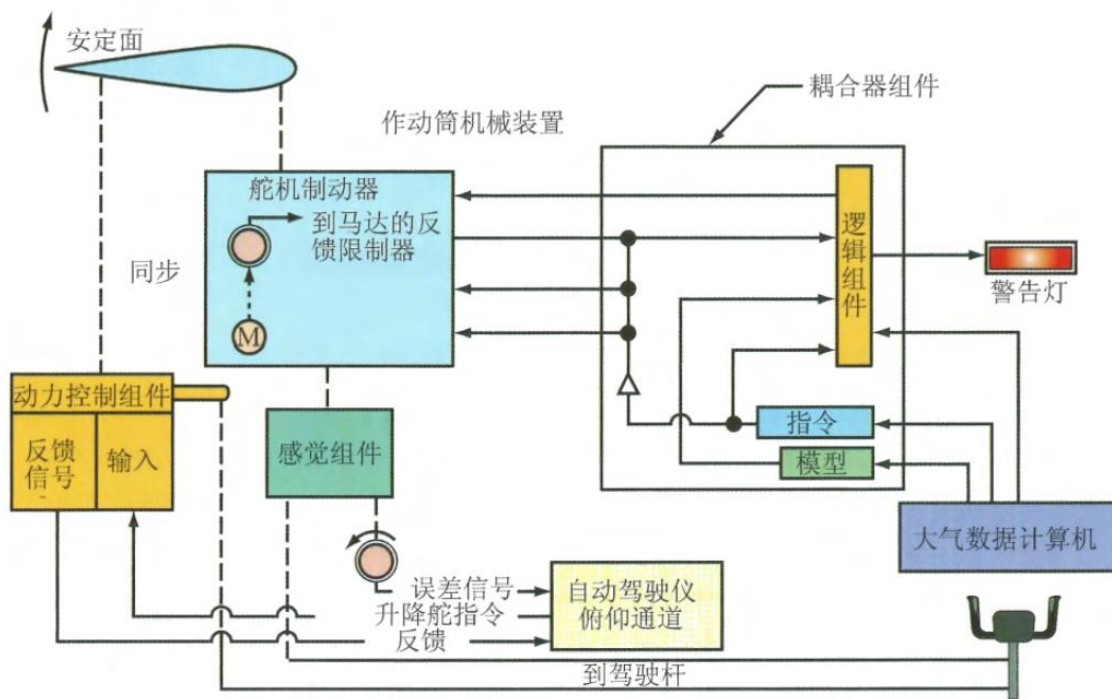 安定面
耦合器组件
作动筒机械装置
舵机制动器
到马达的反
馈限制器
逻辑组件
同步
警告灯
M
动力控制组件
反馈
信号
输入
感觉组件
指令
模型
大气数据计算机
误差信号
升降舵指令
反馈
自动驾驶仪
俯仰通道
到驾驶杆